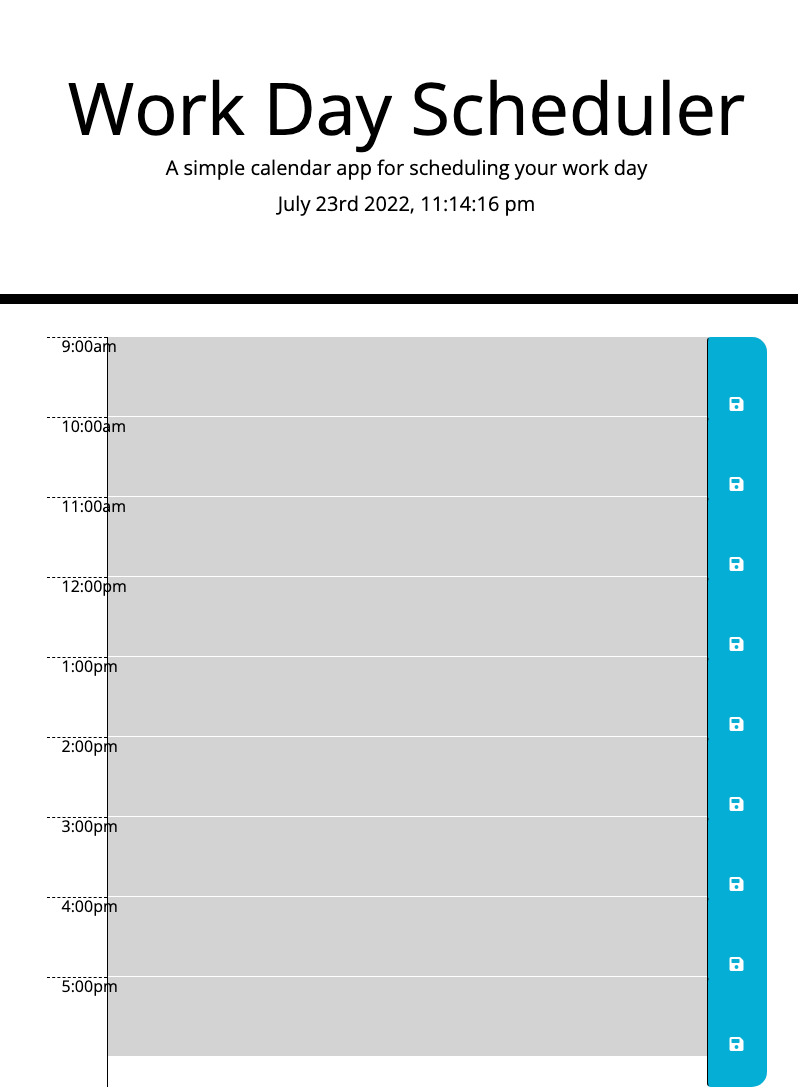 Work Day Scheduler
A simple calendar app for scheduling your work day
July 23rd 2022, 11:14:16 pm
9:00am
10:00am
11:00am
12:00pm
1:00pm
2:00pm
3:00pm
4:00pm
5:00pm